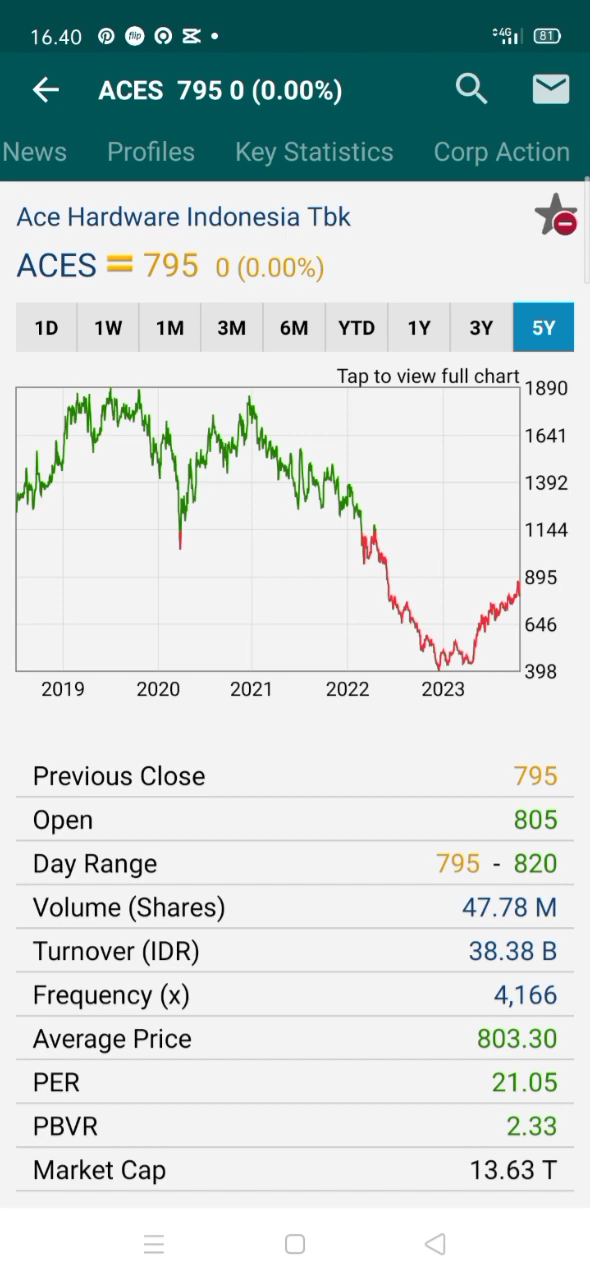 16.40 flip 4G 81
ACES 795 0 (0.00%)
News Profiles Key Statistics Corp Action
Ace Hardware Indonesia Tbk
ACES = 795 0 (0.00%)
1D 1W 1M 3M 6M YTD 1Y 3Y 5Y
Tap to view full chart
1890
1641
1392
1144
895
646
398
2019 2020 2021 2022 2023
Previous Close 795
Open 805
Day Range 795 - 820
Volume (Shares) 47.78 M
Turnover (IDR) 38.38 B
Frequency (x) 4,166
Average Price 803.30
PER 21.05
PBVR 2.33
Market Cap 13.63 T